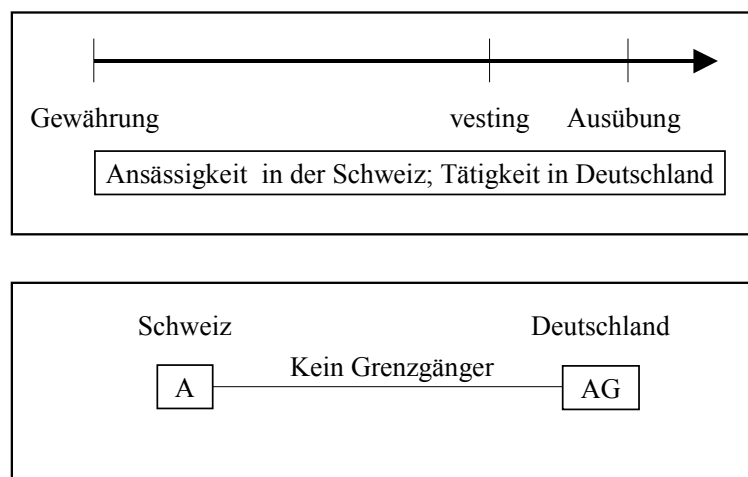 Gewährung vesting Ausübung
Ansässigkeit in der Schweiz; Tätigkeit in Deutschland
Schweiz Deutschland
Kein Grenzgänger
A AG